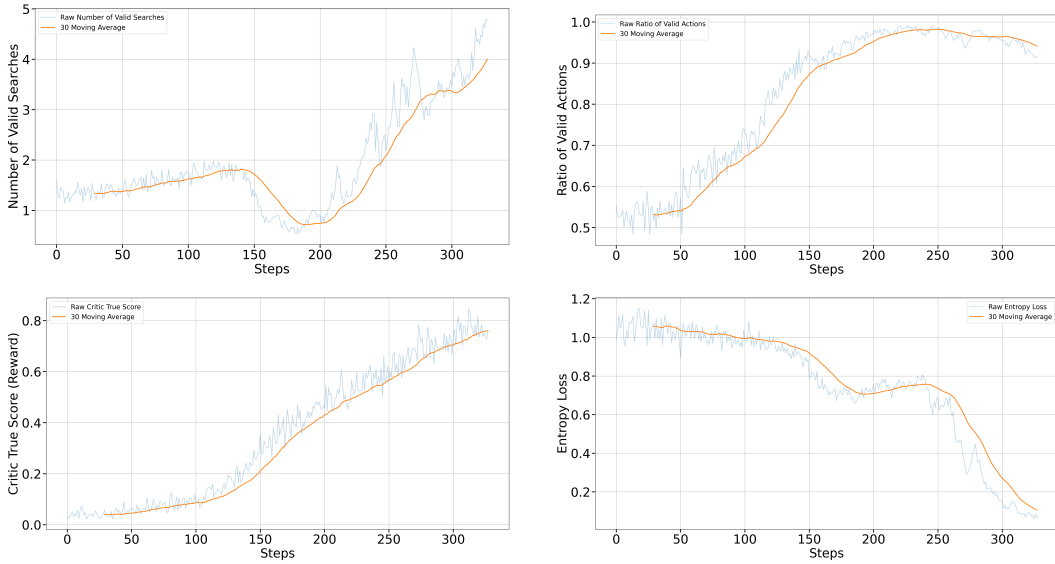 Raw Number of Valid Searches
30 Moving Average
Number of Valid Searches
5
4
3
2
1
0 50 100 150 200 250 300
Steps
Raw Ratio of Valid Actions
30 Moving Average
Ratio of Valid Actions
1.0
0.9
0.8
0.7
0.6
0.5
0 50 100 150 200 250 300
Steps
Raw Critic True Score
30 Moving Average
Critic True Score (Reward)
0.8
0.6
0.4
0.2
0.0
0 50 100 150 200 250 300
Steps
Raw Entropy Loss
30 Moving Average
Entropy Loss
1.2
1.0
0.8
0.6
0.4
0.2
0 50 100 150 200 250 300
Steps